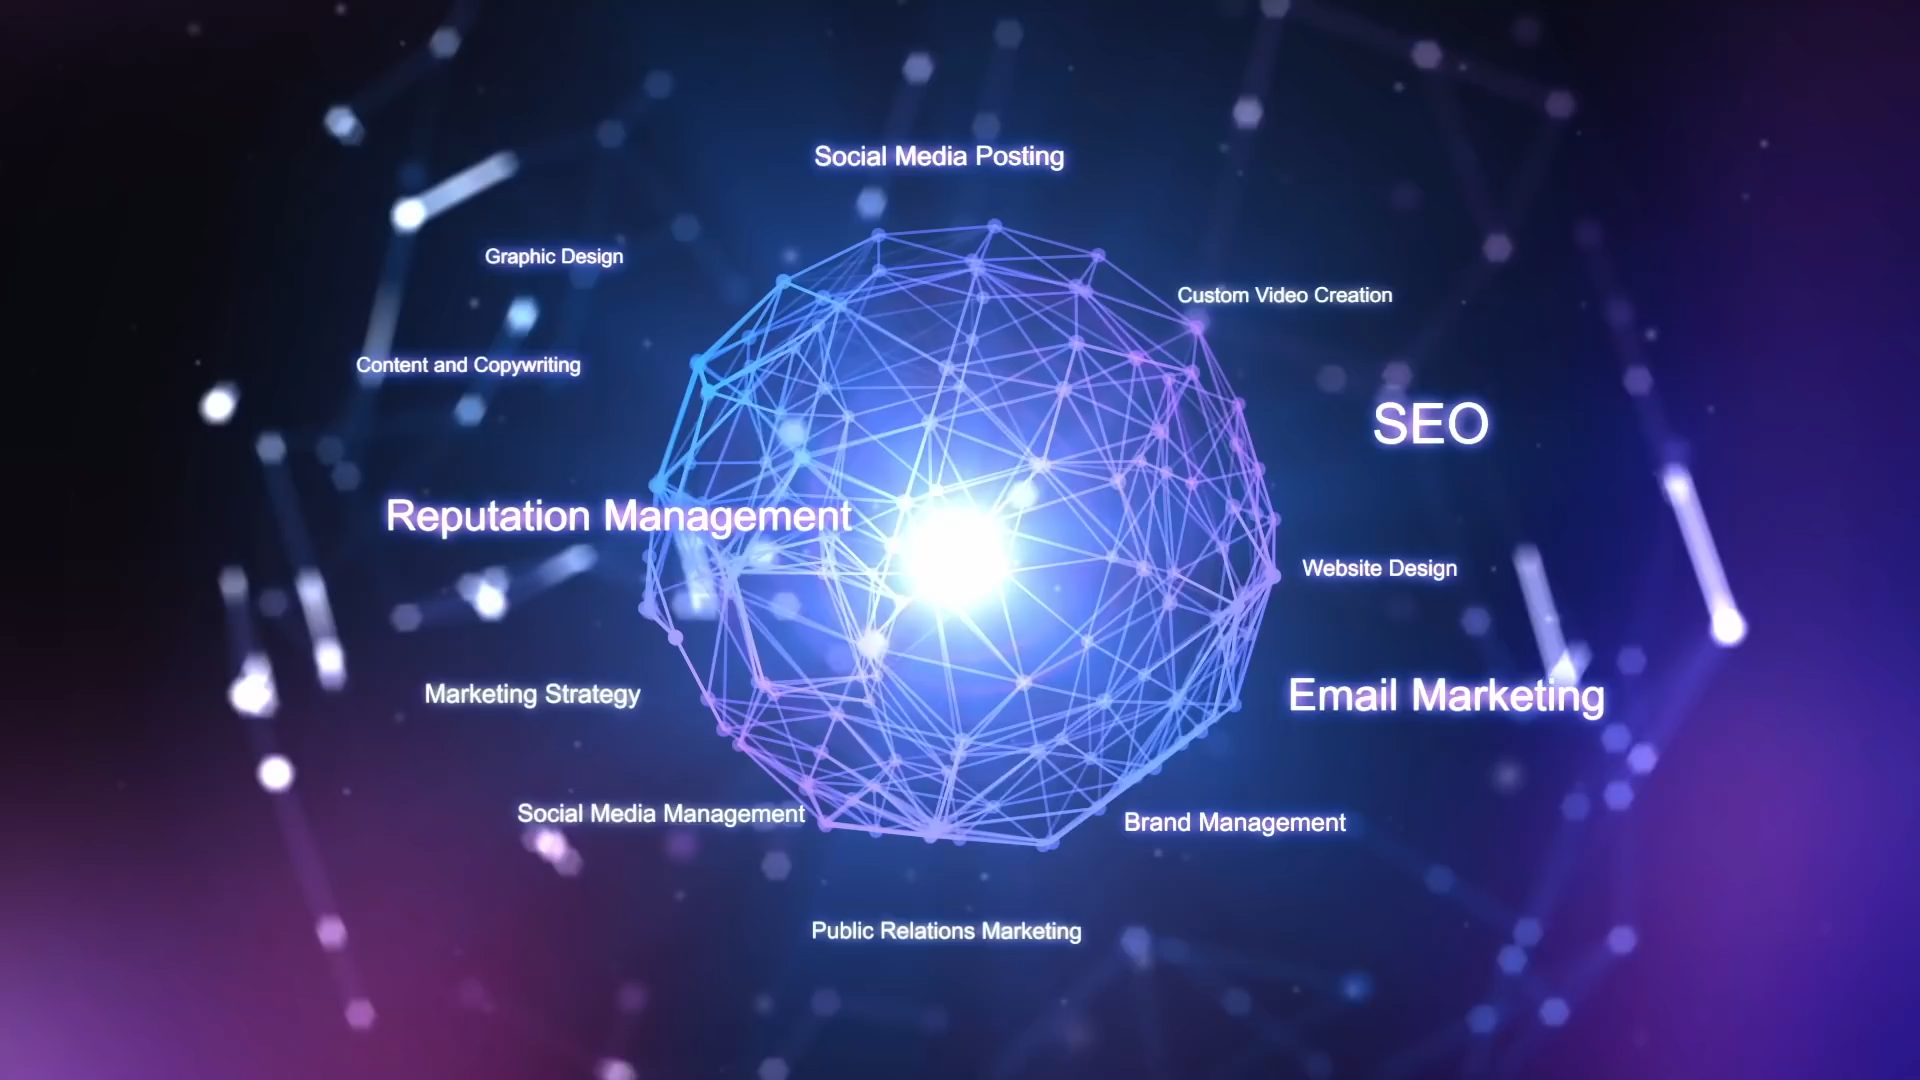 Social Media Posting
Graphic Design
Custom Video Creation
Content and Copywriting
SEO
Reputation Management
Website Design
Marketing Strategy
Email Marketing
Social Media Management
Brand Management
Public Relations Marketing